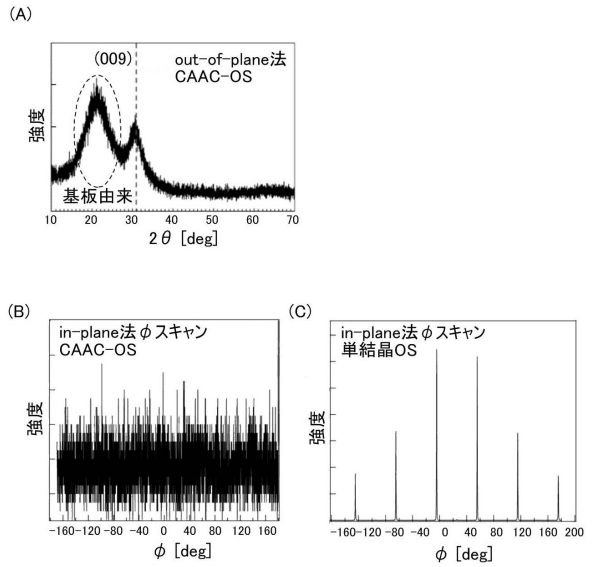 (A)
(009)
out-of-plane法
CAAC-OS
強度
基板由来
10 20 30 40 50 60 70
2θ [deg]
(B)
in-plane法φスキャン
CAAC-OS
強度
-160 -120 -80 -40 0 40 80 120 160
φ [deg]
(C)
in-plane法φスキャン
単結晶OS
強度
-160 -120 -80 -40 0 40 80 120 160 200
φ [deg]